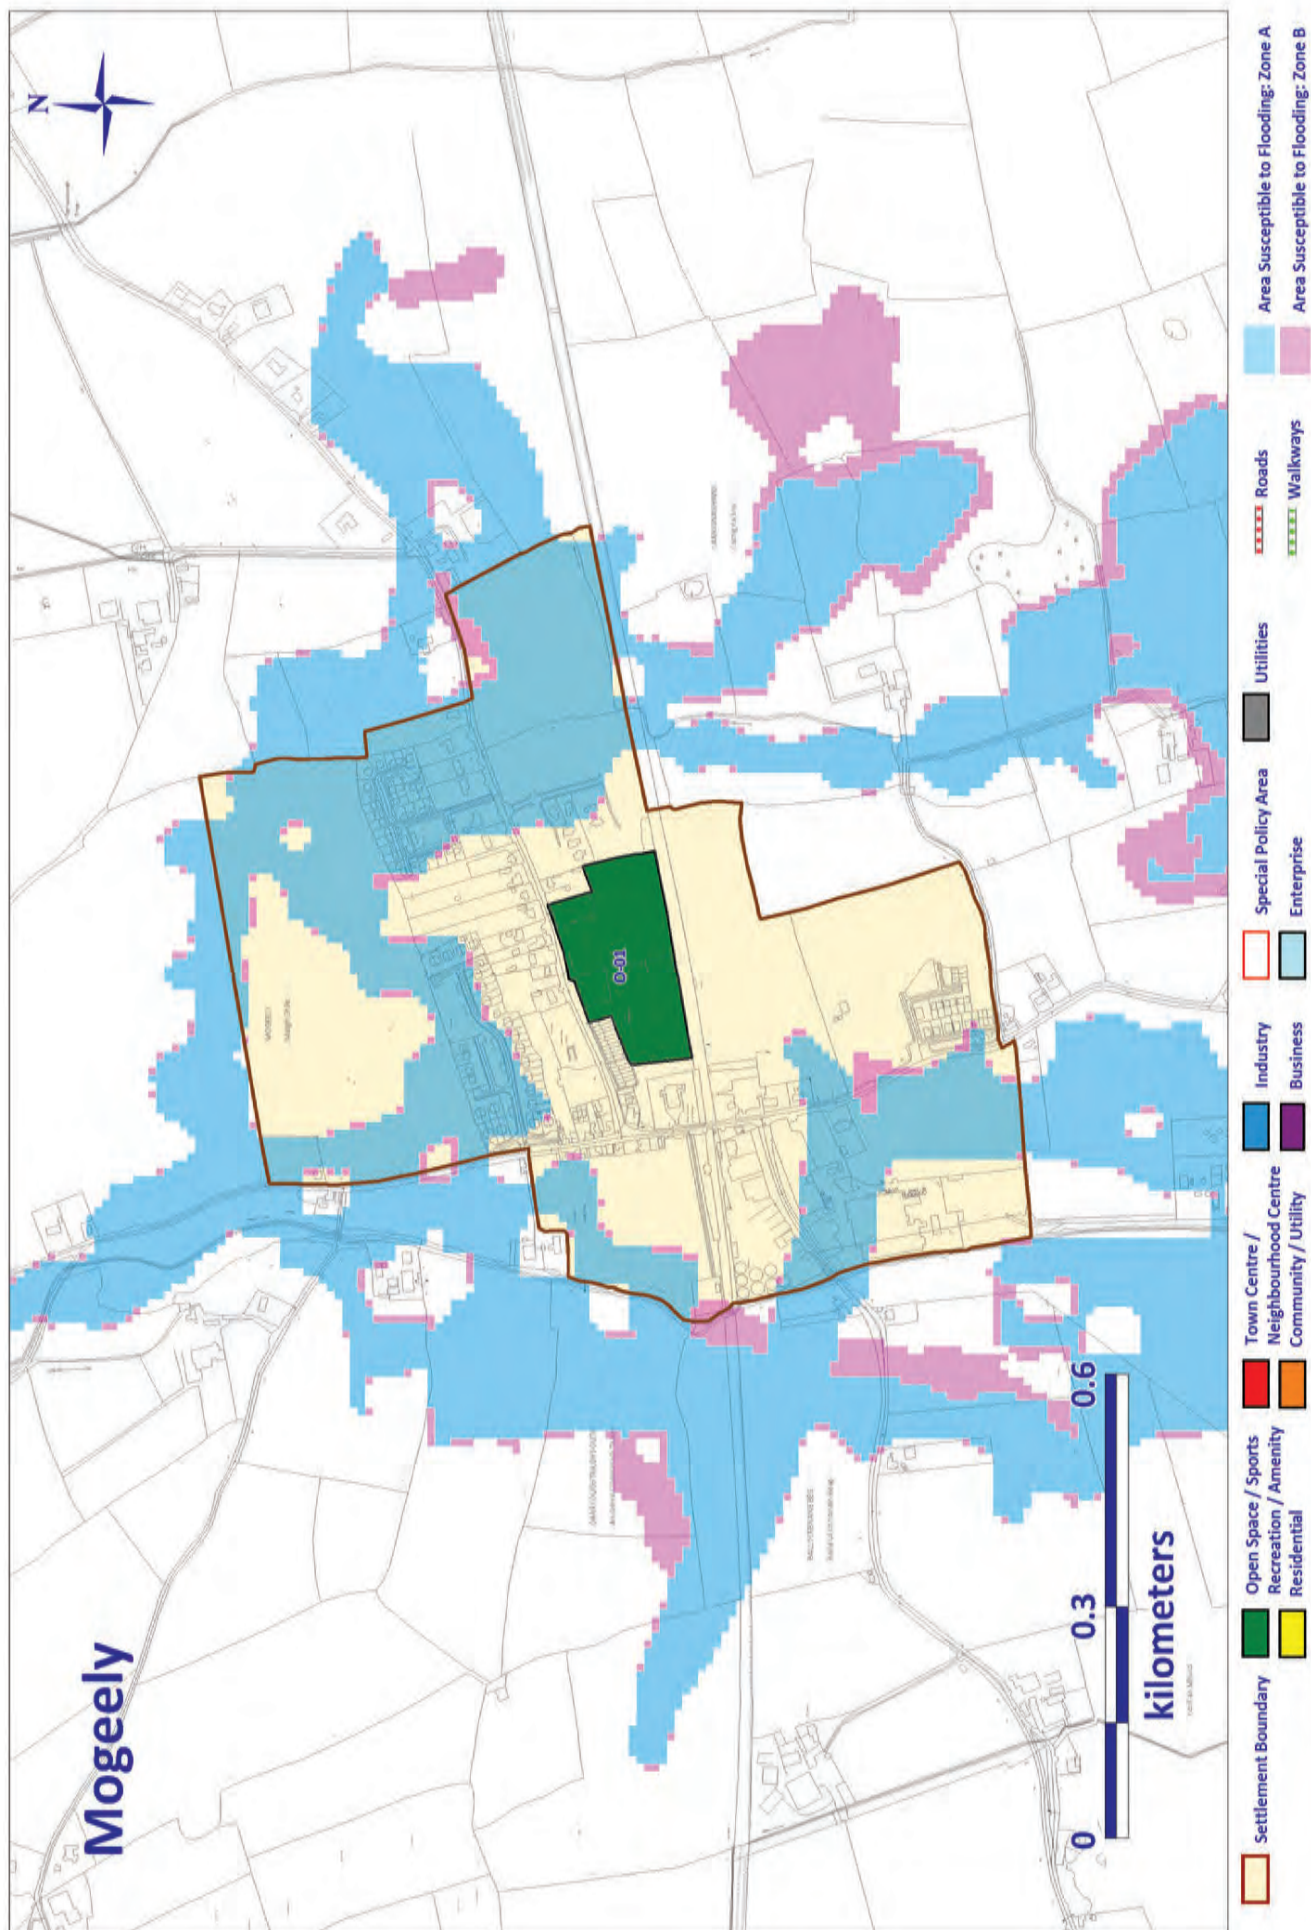 Mogeely
N
O-01
0 0.3 0.6
kilometers
Settlement Boundary
Open Space / Sports
Recreation / Amenity
Residential
Town Centre /
Neighbourhood Centre
Community / Utility
Industry
Business
Special Policy Area
Enterprise
Utilities
Roads
Walkways
Area Susceptible to Flooding: Zone A
Area Susceptible to Flooding: Zone B